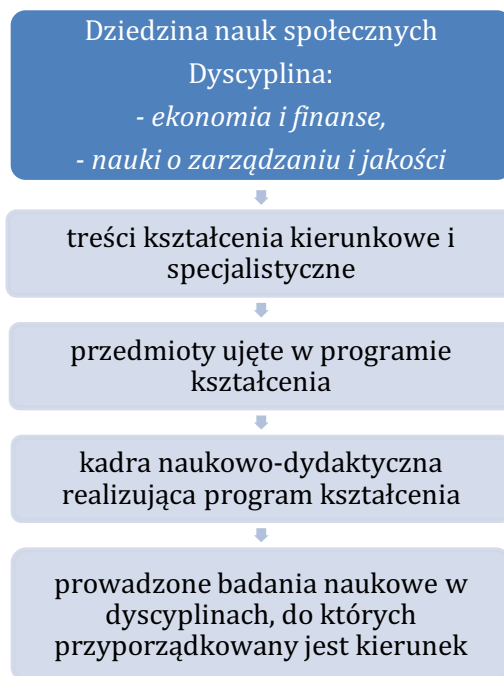 Dziedzina nauk społecznych
Dyscyplina:
- ekonomia i finanse,
- nauki o zarządzaniu i jakości
treści kształcenia kierunkowe i
specjalistyczne
przedmioty ujęte w programie
kształcenia
kadra naukowo-dydaktyczna
realizująca program kształcenia
prowadzone badania naukowe w
dyscyplinach, do których
przyporządkowany jest kierunek